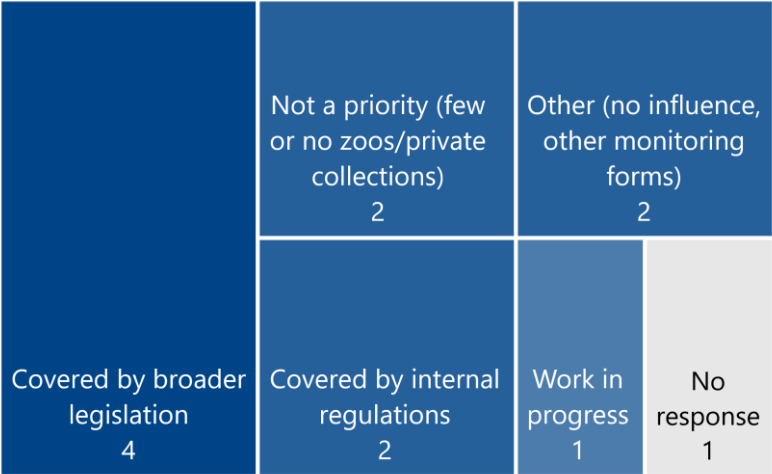 Covered by broader
legislation
4
Not a priority (few
or no zoos/private
collections)
2
Other (no influence,
other monitoring
forms)
2
Covered by internal
regulations
2
Work in
progress
1
No
response
1